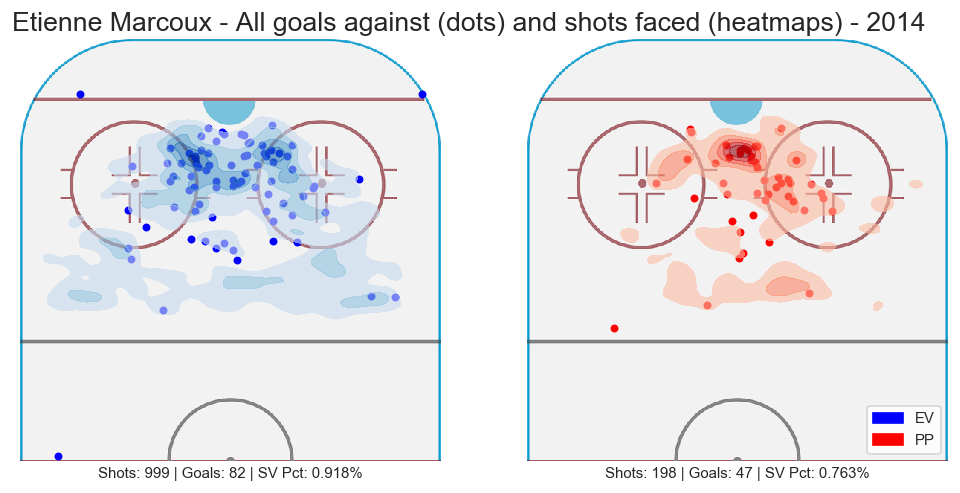 Etienne Marcoux - All goals against (dots) and shots faced (heatmaps) - 2014
EV
PP
Shots: 999 | Goals: 82 | SV Pct: 0.918%
Shots: 198 | Goals: 47 | SV Pct: 0.763%